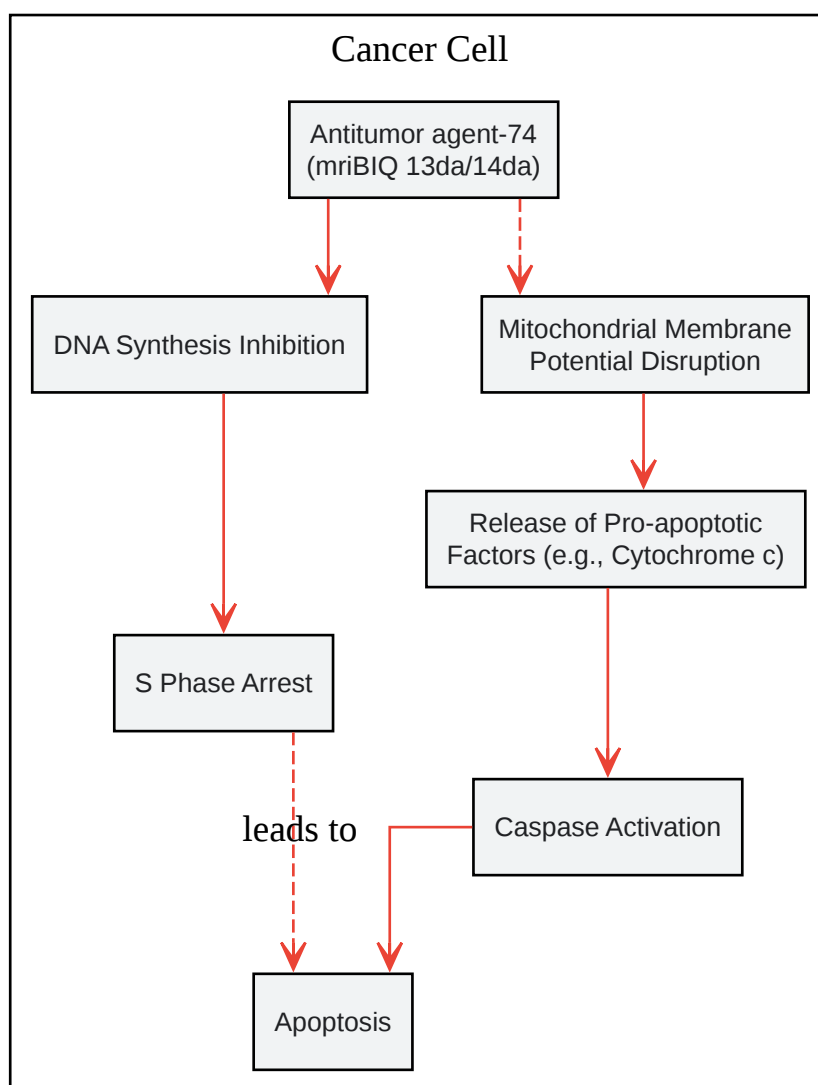 Cancer Cell
Antitumor agent-74
(mriBIQ 13da/14da)
DNA Synthesis Inhibition
Mitochondrial Membrane
Potential Disruption
Release of Pro-apoptotic
Factors (e.g., Cytochrome c)
S Phase Arrest
leads to
Caspase Activation
Apoptosis